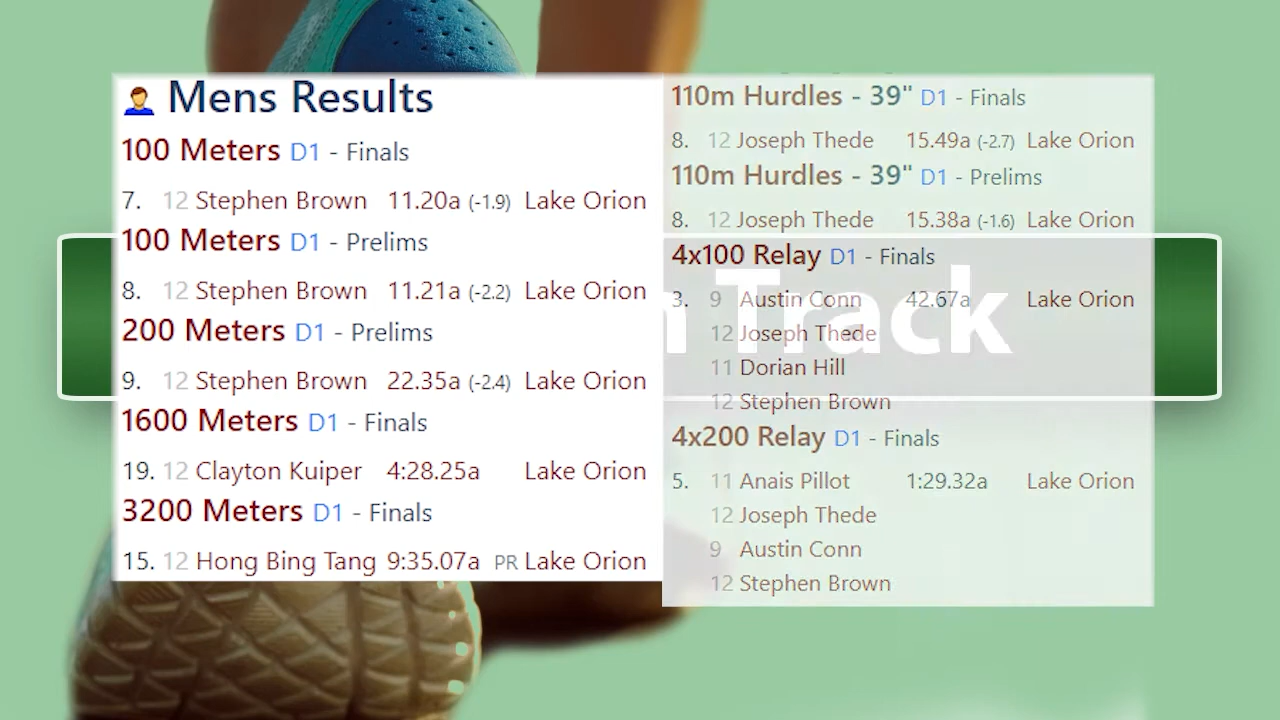 Mens Results
100 Meters D1 - Finals
7. 12 Stephen Brown 11.20a (-1.9) Lake Orion
100 Meters D1 - Prelims
8. 12 Stephen Brown 11.21a (-2.2) Lake Orion
200 Meters D1 - Prelims
9. 12 Stephen Brown 22.35a (-2.4) Lake Orion
1600 Meters D1 - Finals
19. 12 Clayton Kuiper 4:28.25a Lake Orion
3200 Meters D1 - Finals
15. 12 Hong Bing Tang 9:35.07a PR Lake Orion
110m Hurdles - 39" D1 - Finals
8. 12 Joseph Thede 15.49a (-2.7) Lake Orion
110m Hurdles - 39" D1 - Prelims
8. 12 Joseph Thede 15.38a (-1.6) Lake Orion
4x100 Relay D1 - Finals
3. 9 Austin Conn 42.67a Lake Orion
12 Joseph Thede
11 Dorian Hill
12 Stephen Brown
4x200 Relay D1 - Finals
5. 11 Anais Pillot 1:29.32a Lake Orion
12 Joseph Thede
9 Austin Conn
12 Stephen Brown
Track